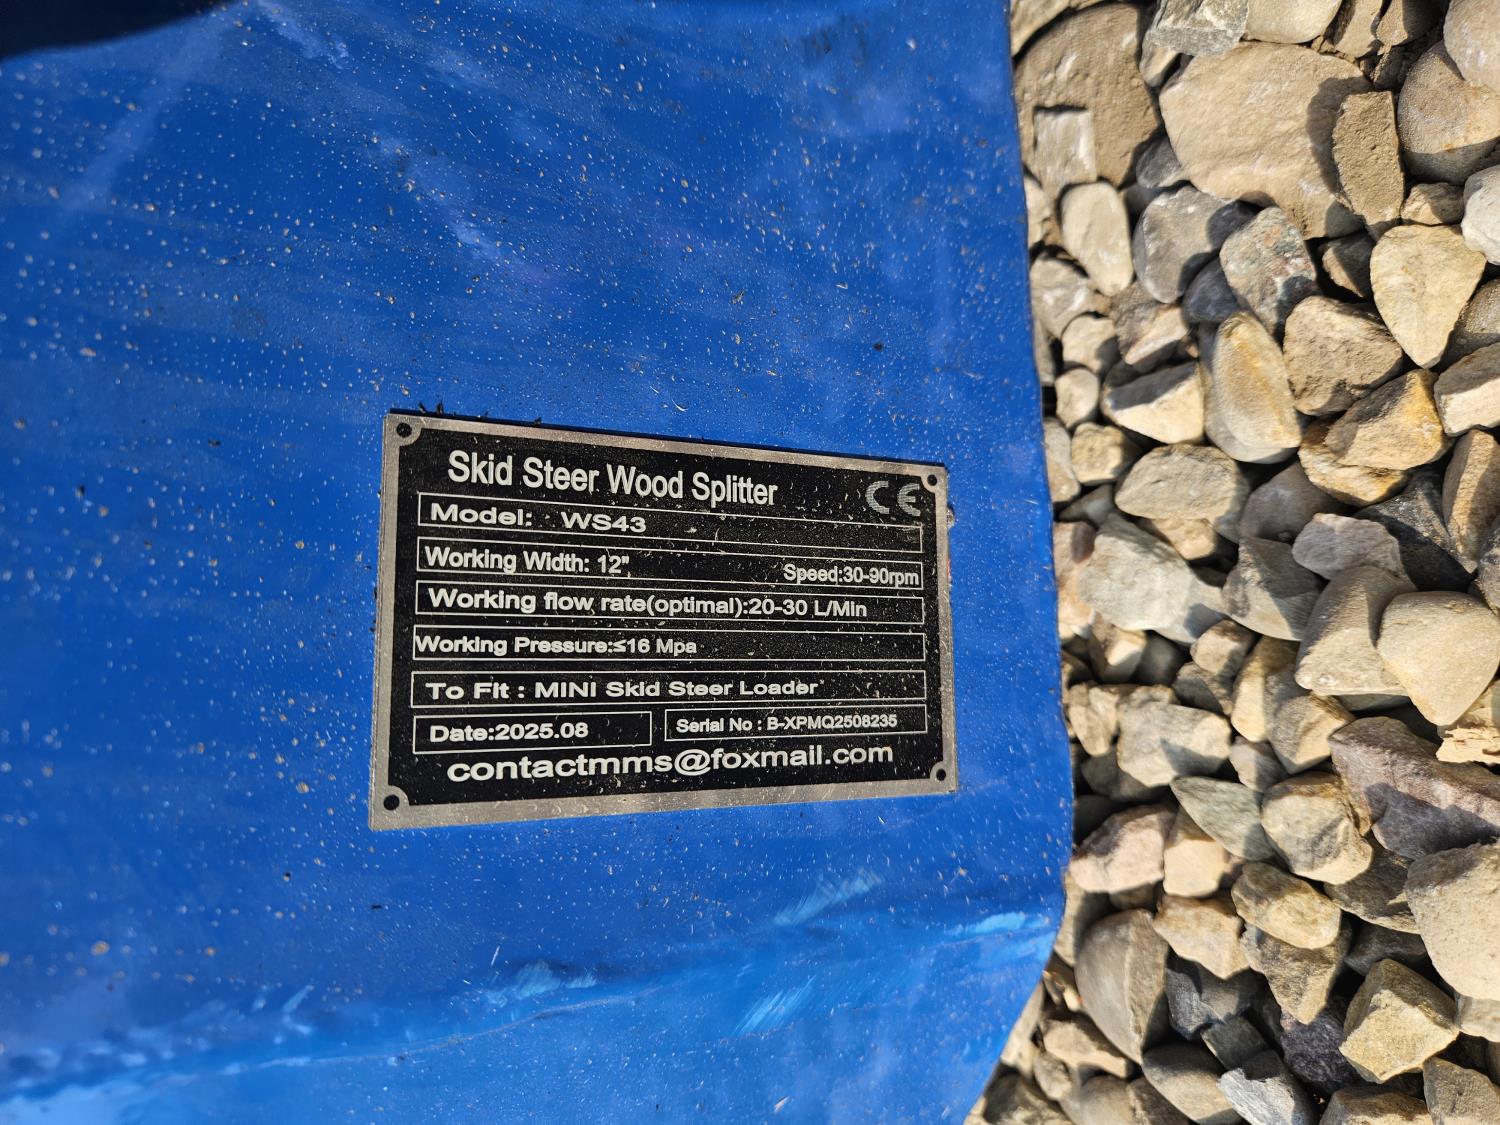 Skid Steer Wood Splitter CE
Model: WS43
Working Width: 12" Speed:30-90rpm
Working flow rate(optimal):20-30 L/Min
Working Pressure:≤16 Mpa
To Fit : MINI Skid Steer Loader
Date:2025.08 Serial No : B-XPMQ2508235
contactmms@foxmail.com